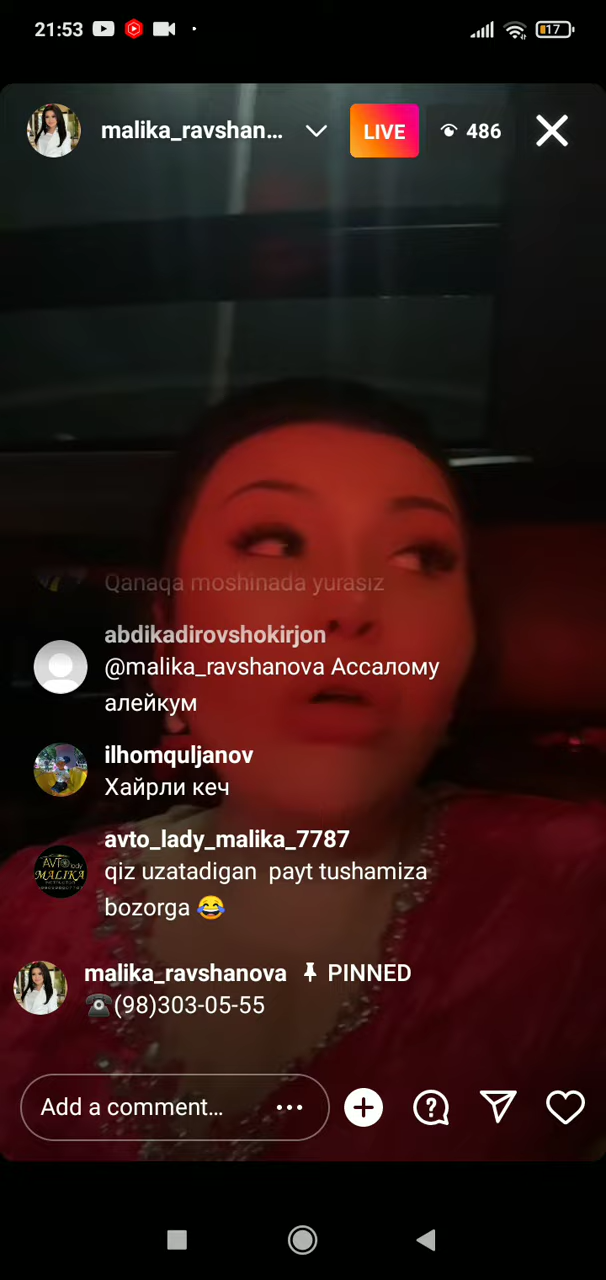 21:53
17
malika_ravshan...
LIVE
486
Qanaqa moshinada yurasiz
abdikadirovshokirjon
@malika_ravshanova Ассалому
алейкум
ilhomquljanov
Хайрли кеч
avto_lady_malika_7787
qiz uzatadigan payt tushamiza
bozorga 😂
malika_ravshanova PINNED
☎(98)303-05-55
Add a comment...